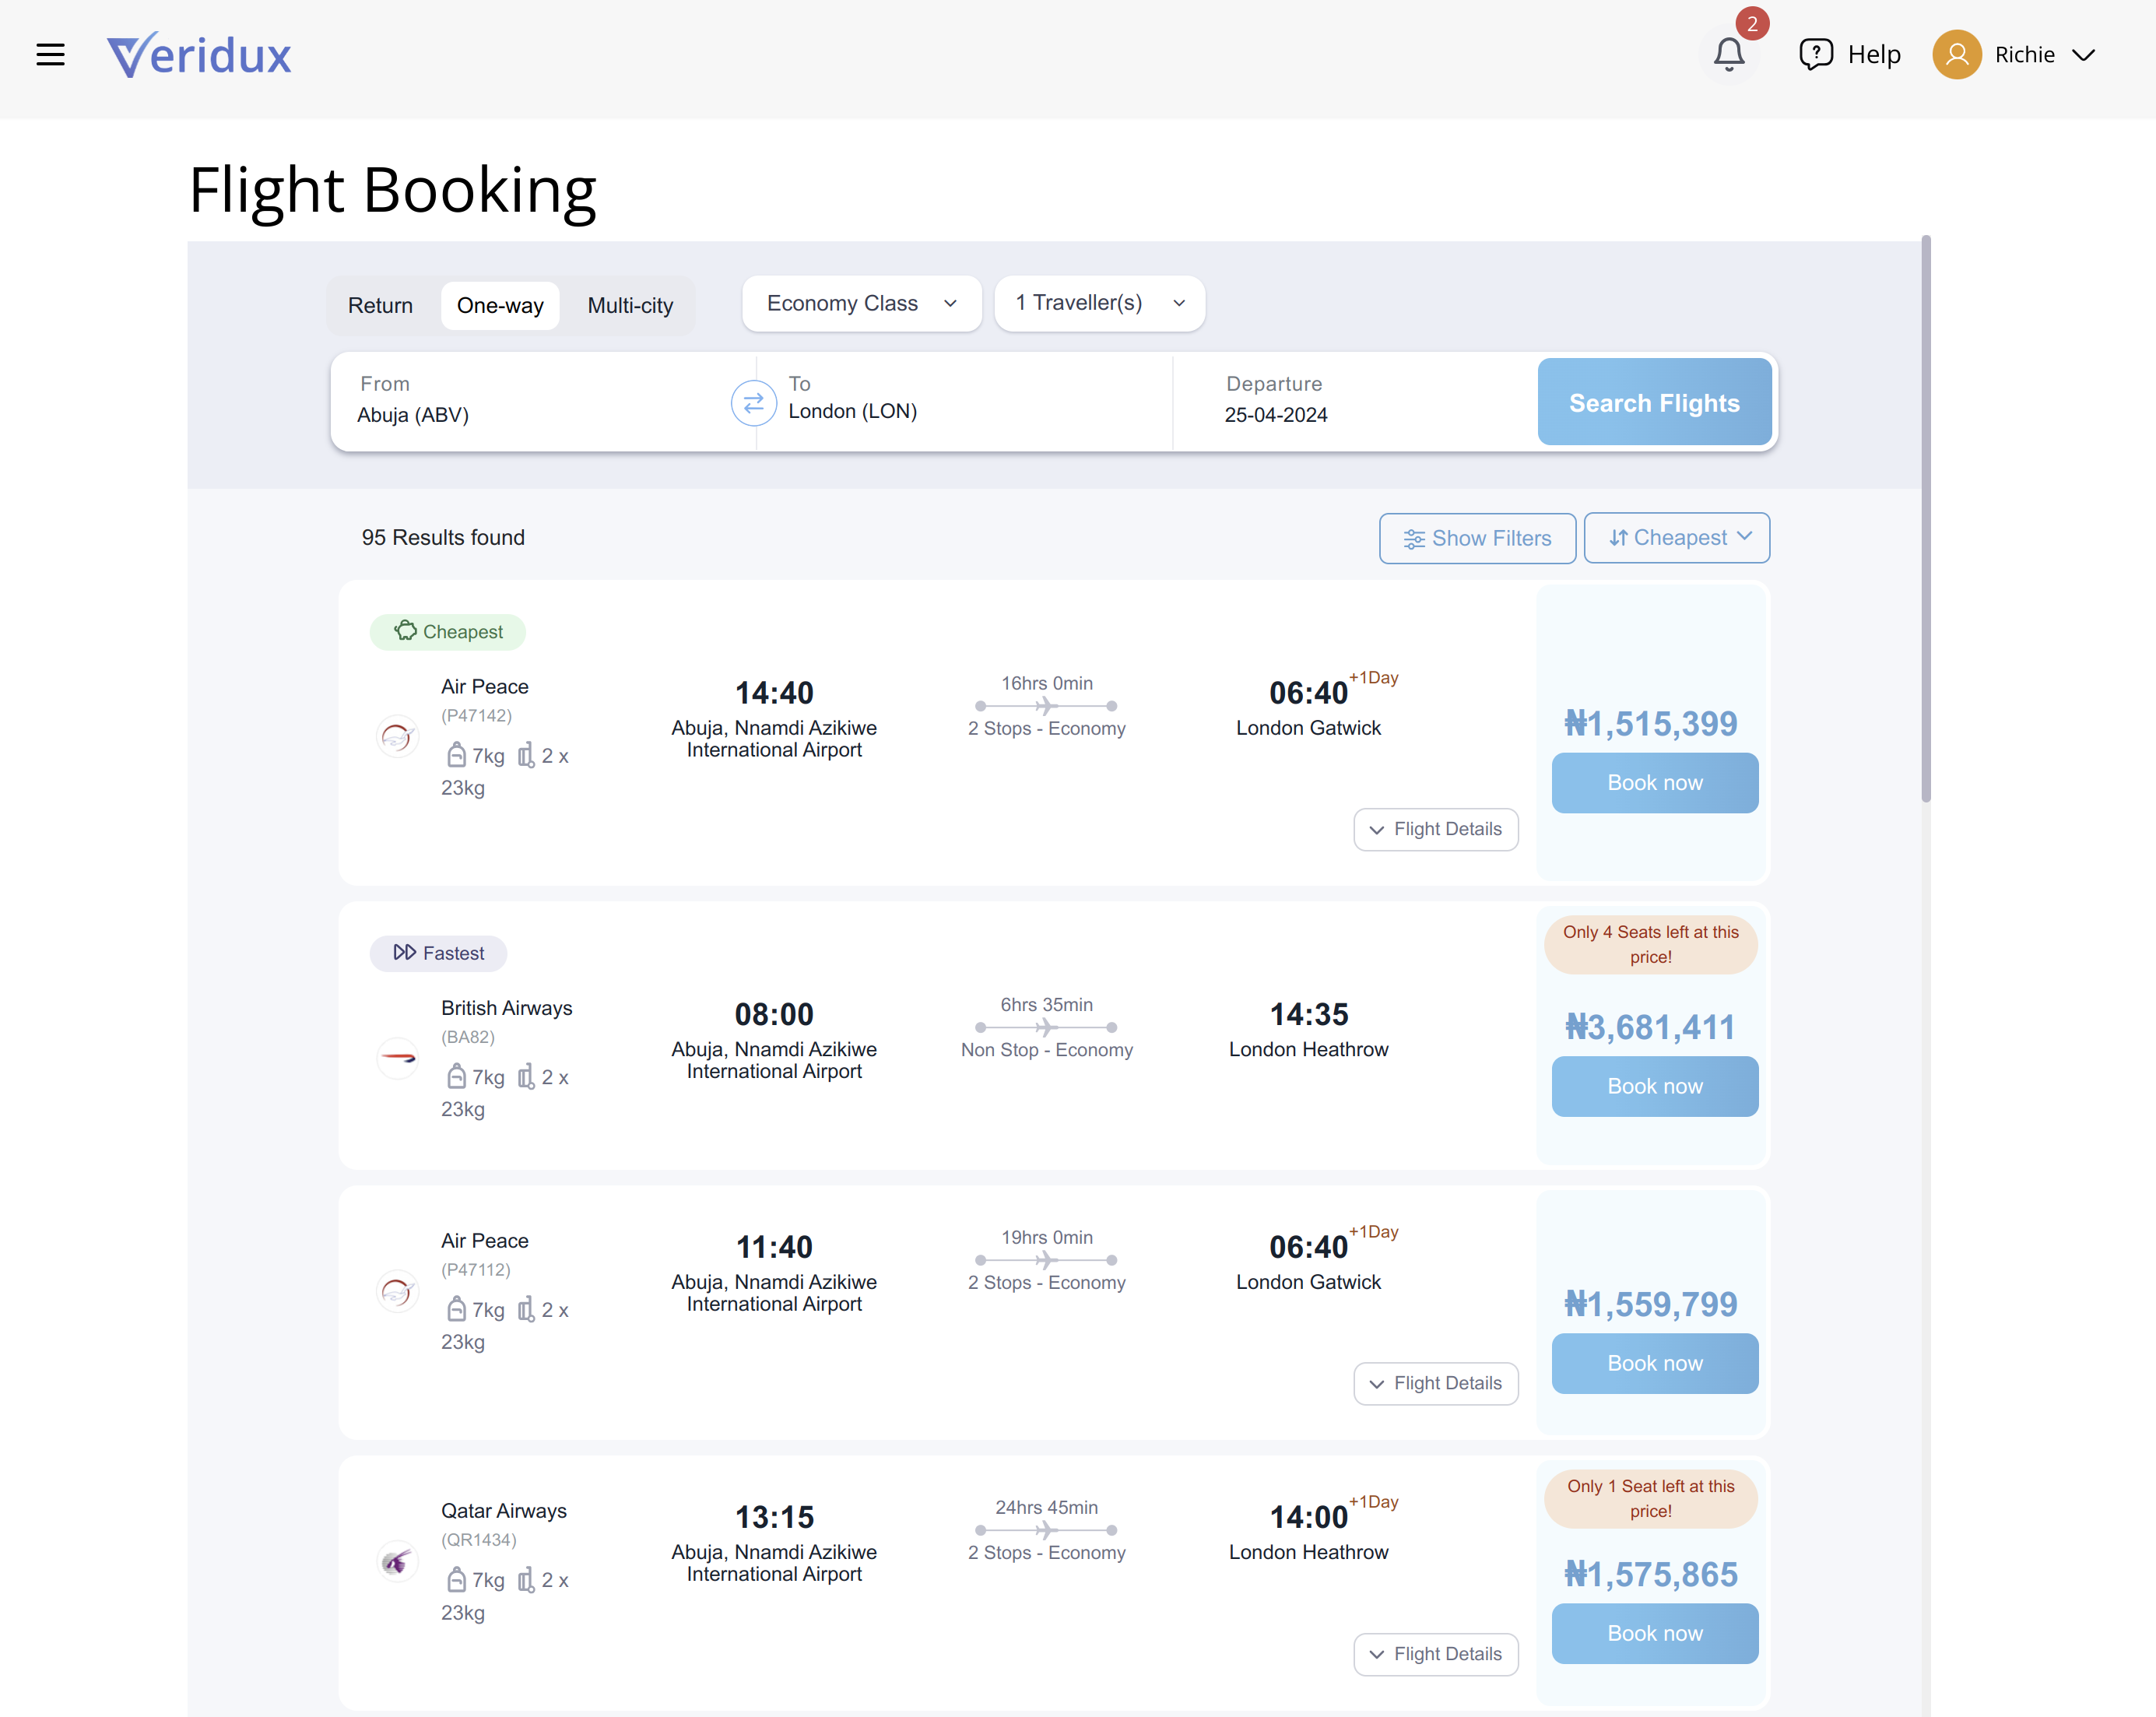 Veridux
2
Help
Richie
Flight Booking
Return
One-way
Multi-city
Economy Class
1 Traveller(s)
From
Abuja (ABV)
To
London (LON)
Departure
25-04-2024
Search Flights
95 Results found
Show Filters
Cheapest
Cheapest
Air Peace
(P47142)
7kg 2 x
23kg
14:40
Abuja, Nnamdi Azikiwe
International Airport
16hrs 0min
2 Stops - Economy
06:40 +1Day
London Gatwick
Flight Details
₦1,515,399
Book now
Fastest
British Airways
(BA82)
7kg 2 x
23kg
08:00
Abuja, Nnamdi Azikiwe
International Airport
6hrs 35min
Non Stop - Economy
14:35
London Heathrow
Only 4 Seats left at this
price!
₦3,681,411
Book now
Air Peace
(P47112)
7kg 2 x
23kg
11:40
Abuja, Nnamdi Azikiwe
International Airport
19hrs 0min
2 Stops - Economy
06:40 +1Day
London Gatwick
Flight Details
₦1,559,799
Book now
Qatar Airways
(QR1434)
7kg 2 x
23kg
13:15
Abuja, Nnamdi Azikiwe
International Airport
24hrs 45min
2 Stops - Economy
14:00 +1Day
London Heathrow
Flight Details
Only 1 Seat left at this
price!
₦1,575,865
Book now